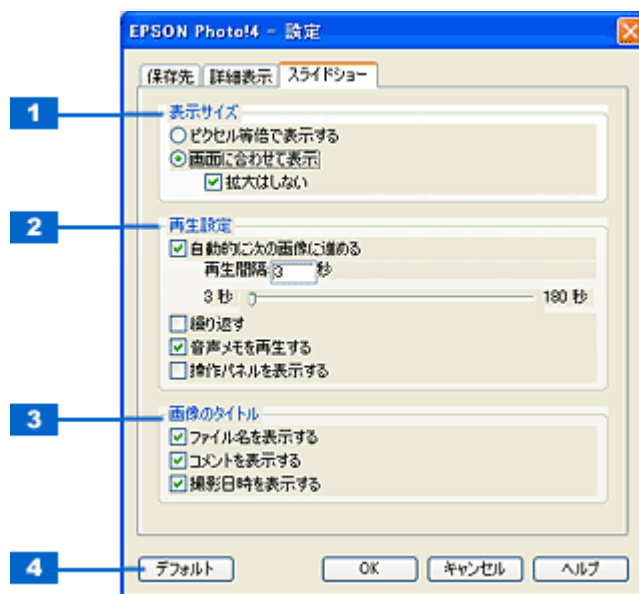 EPSON Photo!4 - 設定
保存先 詳細表示 スライドショー
1 表示サイズ
ピクセル等倍で表示する
画面に合わせて表示
拡大はしない
2 再生設定
自動的に次の画像に進める
再生間隔 3 秒
3 秒 180 秒
繰り返す
音声メモを再生する
操作パネルを表示する
3 画像のタイトル
ファイル名を表示する
コメントを表示する
撮影日時を表示する
4 デフォルト OK キャンセル ヘルプ